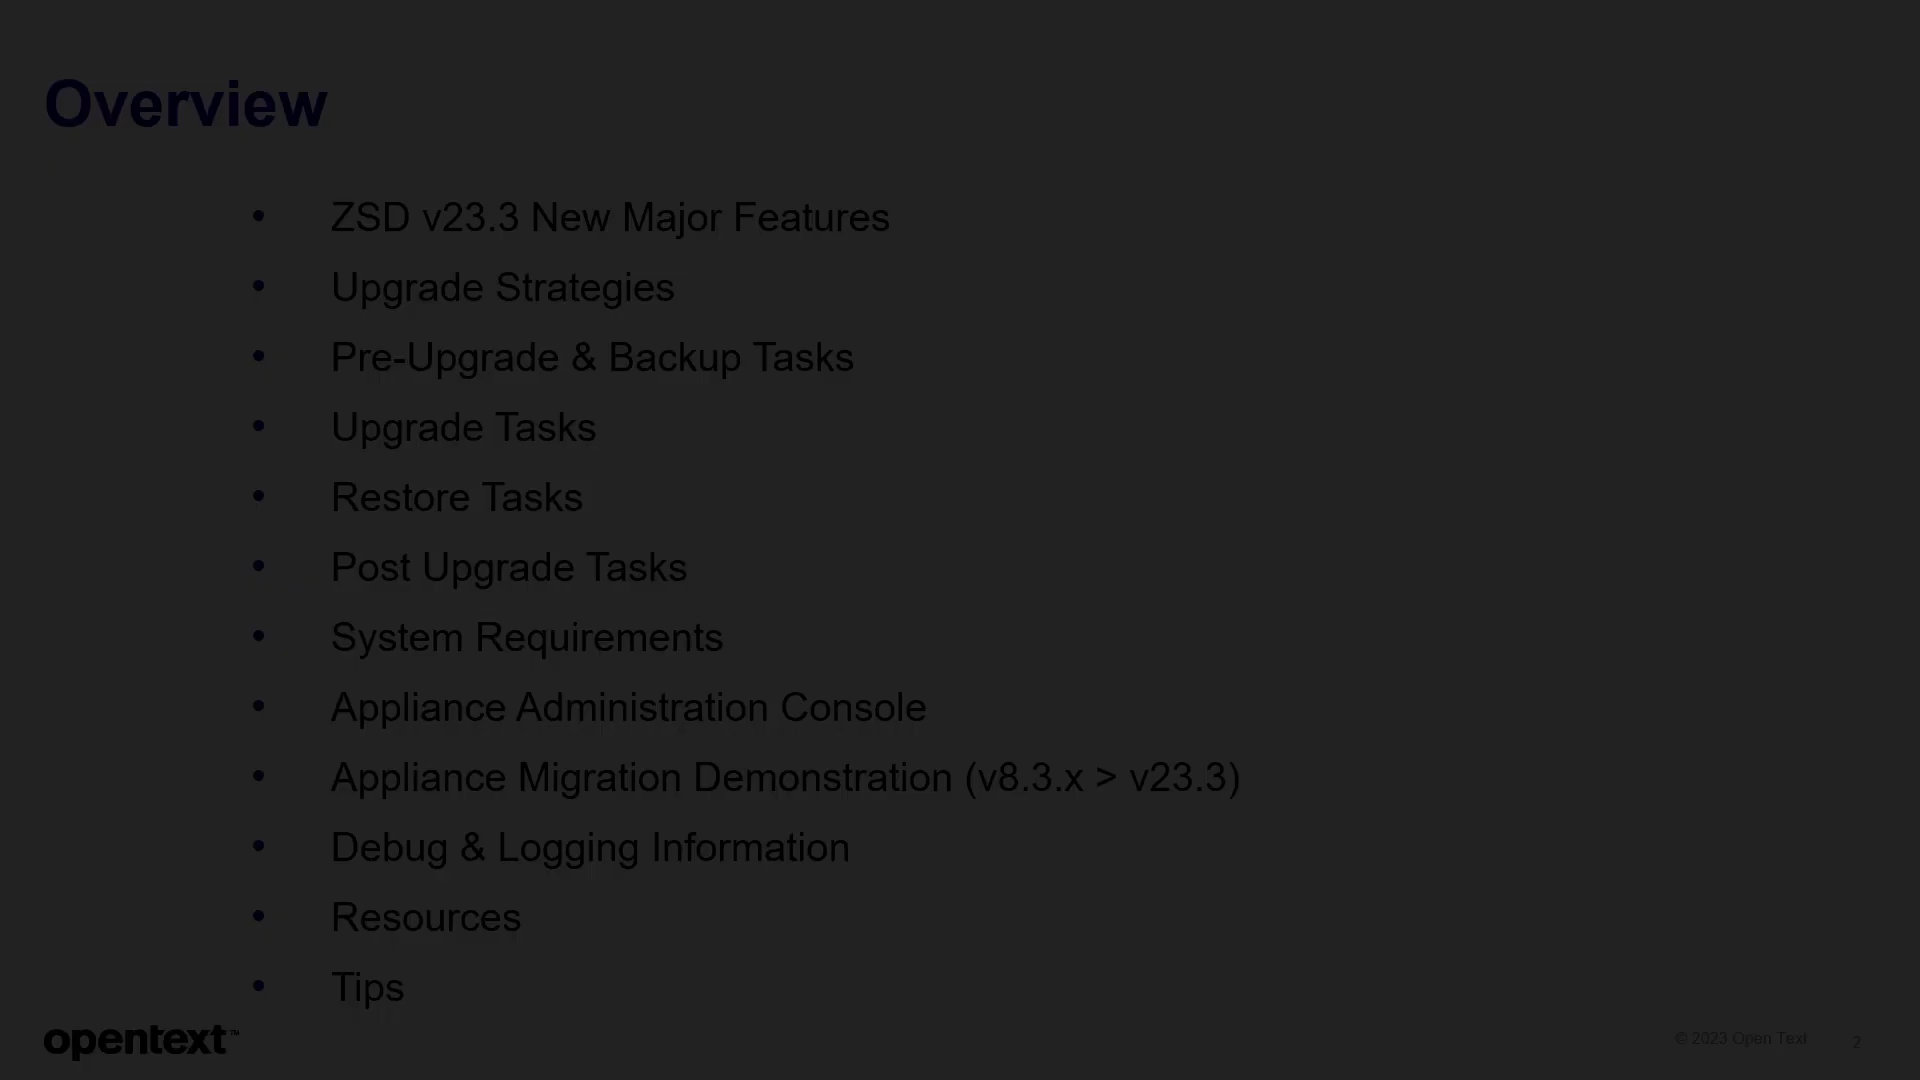 Overview
• ZSD v23.3 New Major Features
• Upgrade Strategies
• Pre-Upgrade & Backup Tasks
• Upgrade Tasks
• Restore Tasks
• Post Upgrade Tasks
• System Requirements
• Appliance Administration Console
• Appliance Migration Demonstration (v8.3.x > v23.3)
• Debug & Logging Information
• Resources
• Tips
opentext™
© 2023 Open Text 2